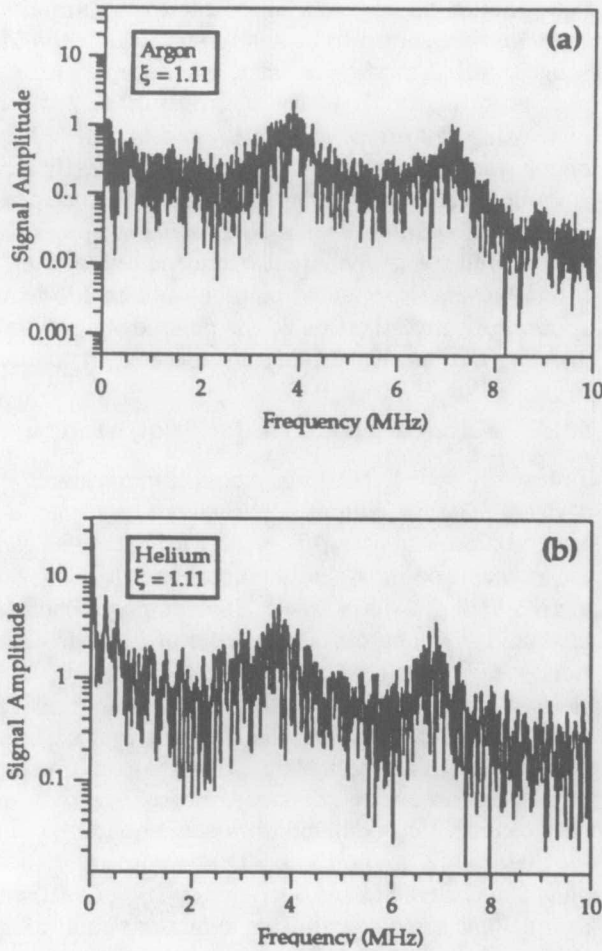 (a)
Argon
ξ = 1.11
10
1
0.1
0.01
0.001
Signal Amplitude
0 2 4 6 8 10
Frequency (MHz)
(b)
Helium
ξ = 1.11
10
1
0.1
Signal Amplitude
0 2 4 6 8 10
Frequency (MHz)